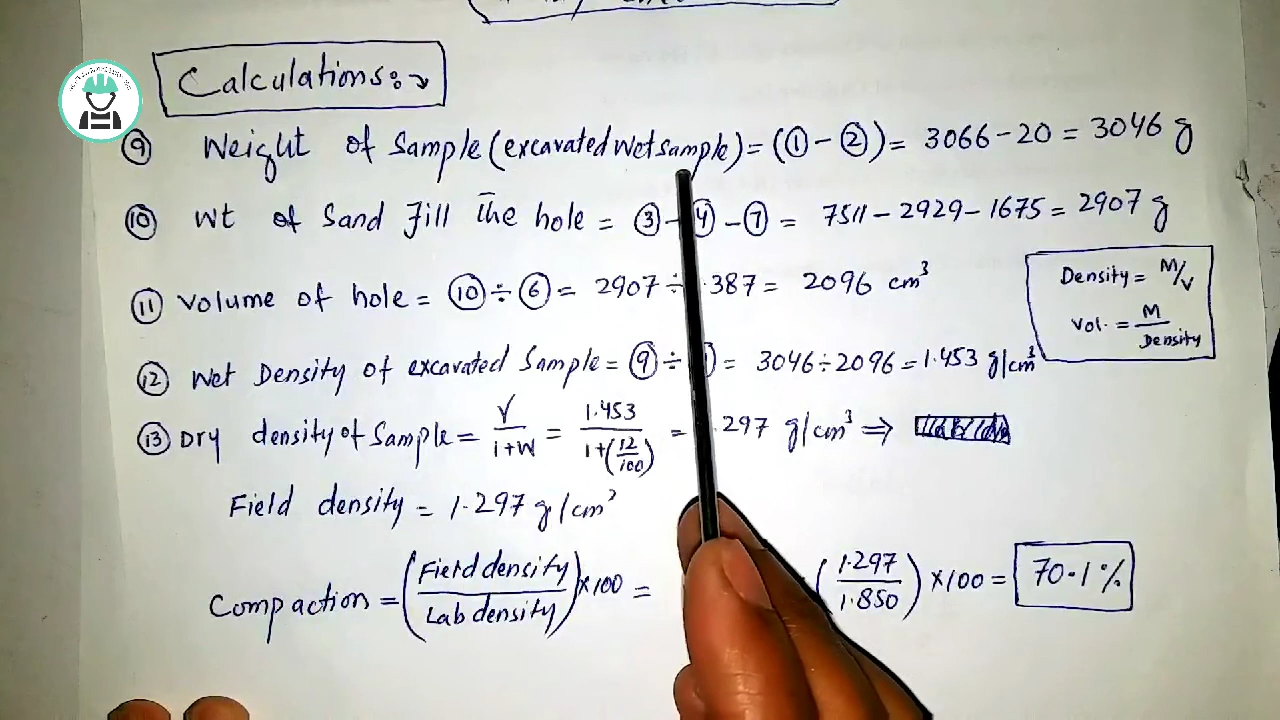 Calculations:→
⑨ Weight of Sample (excavated Wet sample) = (① - ②) = 3066 - 20 = 3046 g
⑩ Wt of Sand fill The hole = ③ - ④ - ⑦ = 7511 - 2929 - 1675 = 2907 g
⑪ Volume of hole = ⑩ ÷ ⑥ = 2907 ÷ .387 = 2096 cm³
Density = M/V
Vol. = M/Density
⑫ Wet Density of excavated Sample = ⑨ ÷ = 3046 ÷ 2096 = 1.453 g/cm³
⑬ Dry density of Sample = γ/1+W = 1.453/1+(12/100) = .297 g/cm³ ⇒
Field density = 1.297 g/cm³
Compaction = (Field density/Lab density) × 100 = (1.297/1.850) × 100 = 70.1%